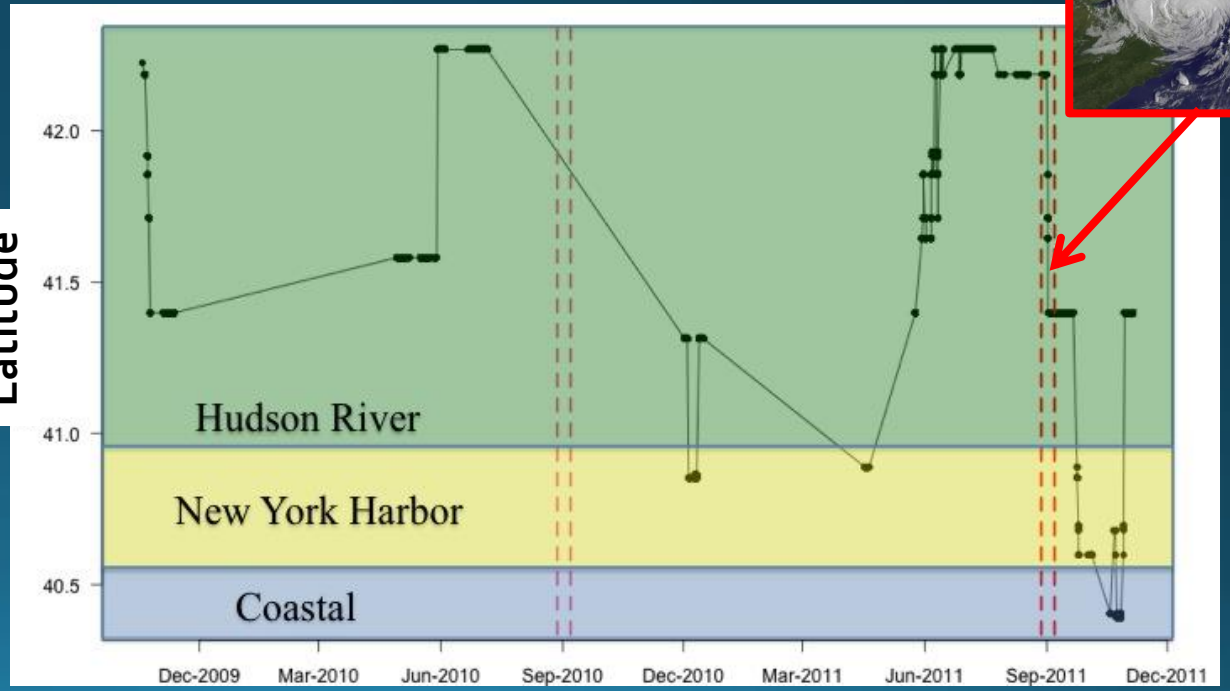 Latitude
42.0
41.5
41.0
40.5
Hudson River
New York Harbor
Coastal
Dec-2009 Mar-2010 Jun-2010 Sep-2010 Dec-2010 Mar-2011 Jun-2011 Sep-2011 Dec-2011